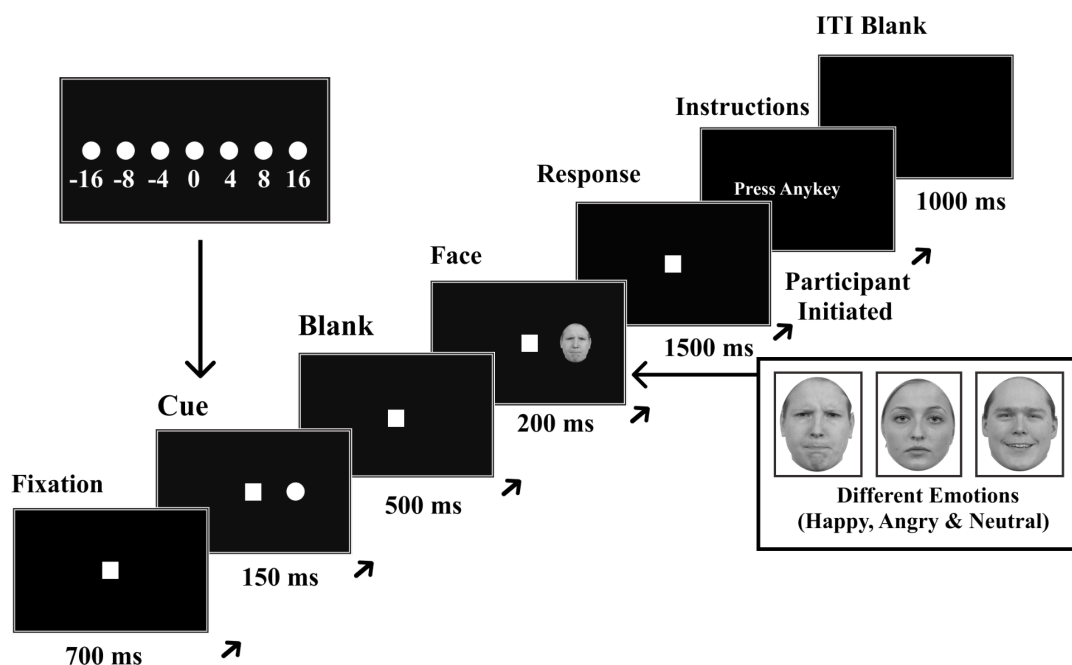 -16 -8 -4 0 4 8 16
Fixation
700 ms
Cue
150 ms
Blank
500 ms
Face
200 ms
Response
1500 ms
Instructions
Press Anykey
Participant
Initiated
ITI Blank
1000 ms
Different Emotions
(Happy, Angry & Neutral)